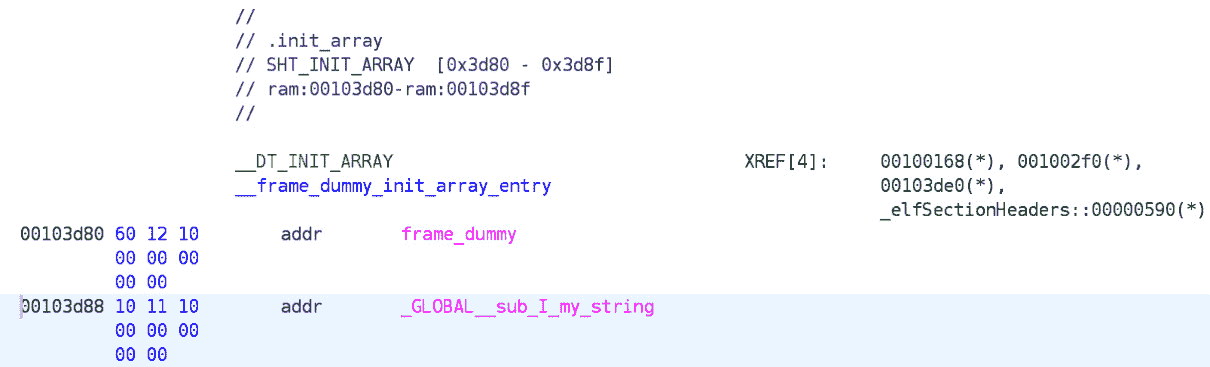 //
// .init_array
// SHT_INIT_ARRAY  [0x3d80 - 0x3d8f]
// ram:00103d80-ram:00103d8f
//
__DT_INIT_ARRAY XREF[4]: 00100168(*), 001002f0(*),
__frame_dummy_init_array_entry 00103de0(*),
_elfSectionHeaders::00000590(*)
00103d80 60 12 10 addr frame_dummy
00 00 00
00 00
00103d88 10 11 10 addr _GLOBAL__sub_I_my_string
00 00 00
00 00